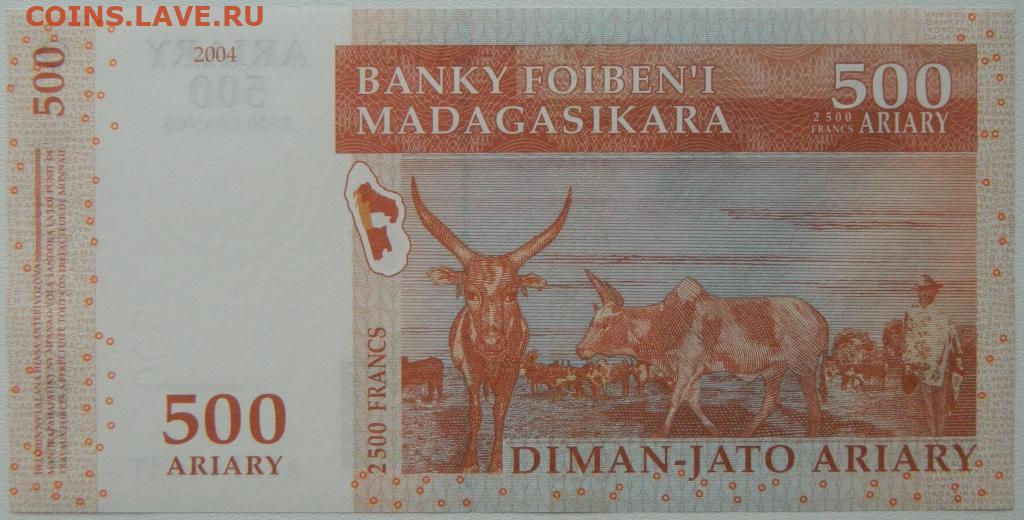 COINS.LAVE.RU
500
2004
BANKY FOIBEN'I
MADAGASIKARA
500
2 500
FRANCS
ARIARY
2500 FRANCS
500
ARIARY
DIMAN-JATO ARIARY